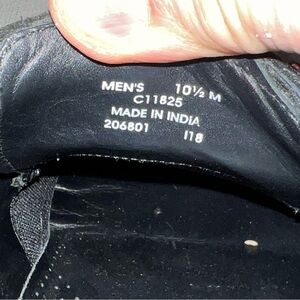 MEN'S 10½ M
C11825
MADE IN INDIA
206801 I18